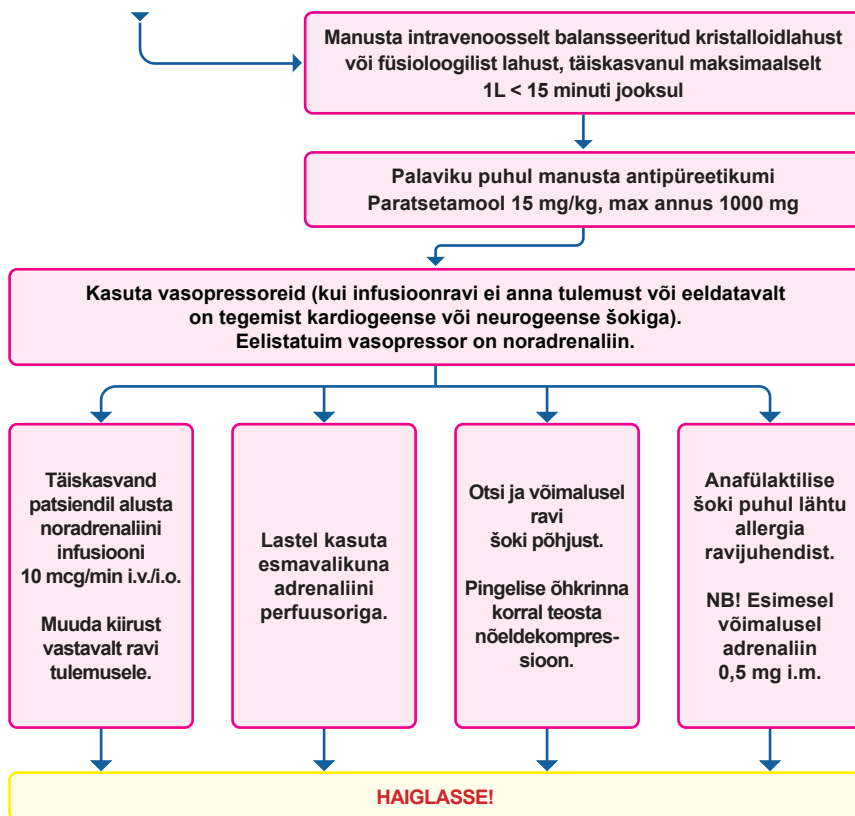 Manusta intravenoosselt balansseeritud kristalloidlahust
või füsioloogilist lahust, täiskasvanul maksimaalselt
1L < 15 minuti jooksul
Palaviku puhul manusta antipüreetikumi
Paratsetamool 15 mg/kg, max annus 1000 mg
Kasuta vasopressoreid (kui infusioonravi ei anna tulemust või eeldatavalt
on tegemist kardiogeense või neurogeense šokiga).
Eelistatuim vasopressor on noradrenaliin.
Täiskasvand
patsiendil alusta
noradrenaliini
infusiooni
10 mcg/min i.v./i.o.
Muuda kiirust
vastavalt ravi
tulemusele.
Lastel kasuta
esmavalikuna
adrenaliini
perfuusoriga.
Otsi ja võimalusel
ravi
šoki põhjust.
Pingelise õhkrinna
korral teosta
nõeldekompres-
sioon.
Anafülaktilise
šoki puhul lähtu
allergia
ravijuhendist.
NB! Esimesel
võimalusel
adrenaliin
0,5 mg i.m.
HAIGLASSE!